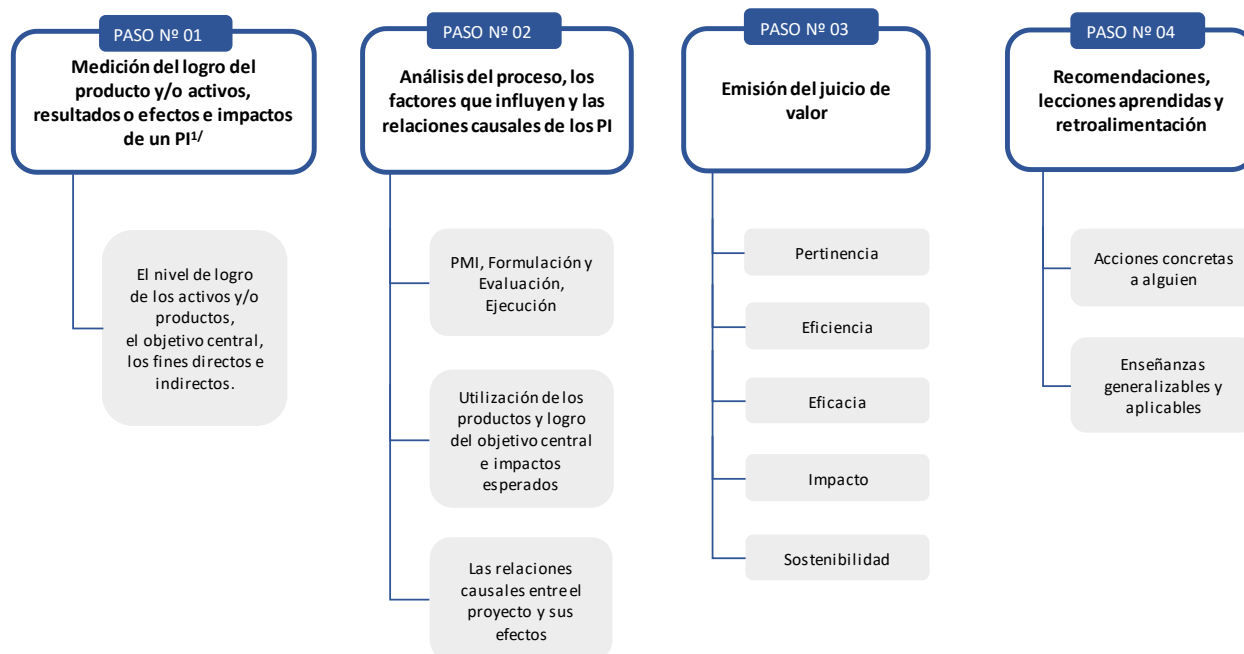 PASO Nº 01
Medición del logro del
producto y/o activos,
resultados o efectos e impactos
de un PI1/
El nivel de logro
de los activos y/o
productos,
el objetivo central,
los fines directos e
indirectos.
PASO Nº 02
Análisis del proceso, los
factores que influyen y las
relaciones causales de los PI
PMI, Formulación y
Evaluación,
Ejecución
Utilización de los
productos y logro
del objetivo central
e impactos
esperados
Las relaciones
causales entre el
proyecto y sus
efectos
PASO Nº 03
Emisión del juicio de
valor
Pertinencia
Eficiencia
Eficacia
Impacto
Sostenibilidad
PASO Nº 04
Recomendaciones,
lecciones aprendidas y
retroalimentación
Acciones concretas
a alguien
Enseñanzas
generalizables y
aplicables